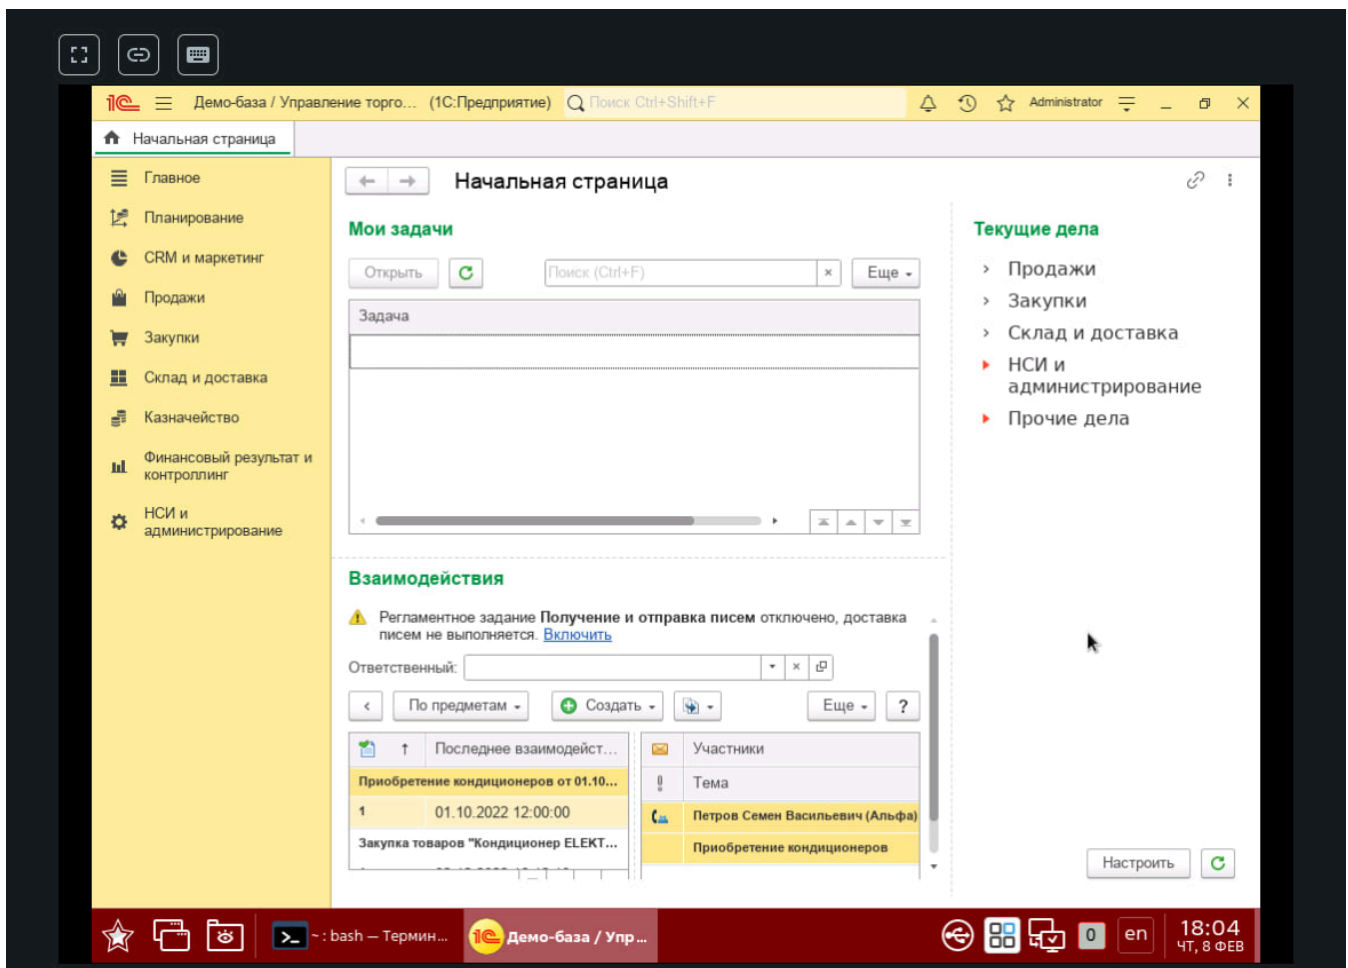 Демо-база / Управление торго... (1С:Предприятие) Поиск Ctrl+Shift+F Administrator
Начальная страница
Главное
Планирование
CRM и маркетинг
Продажи
Закупки
Склад и доставка
Казначейство
Финансовый результат и
контроллинг
НСИ и
администрирование
Начальная страница
Мои задачи
Открыть Поиск (Ctrl+F) × Еще
Задача
Текущие дела
Продажи
Закупки
Склад и доставка
НСИ и
администрирование
Прочие дела
Взаимодействия
Регламентное задание Получение и отправка писем отключено, доставка
писем не выполняется. Включить
Ответственный:
По предметам Создать Еще ?
Последнее взаимодейст...
Приобретение кондиционеров от 01.10...
1 01.10.2022 12:00:00
Закупка товаров "Кондиционер ELEKT...
Участники
Тема
Петров Семен Васильевич (Альфа)
Приобретение кондиционеров
Настроить
~ : bash — Термин... 1С Демо-база / Упр... 0 en 18:04
ЧТ, 8 ФЕВ